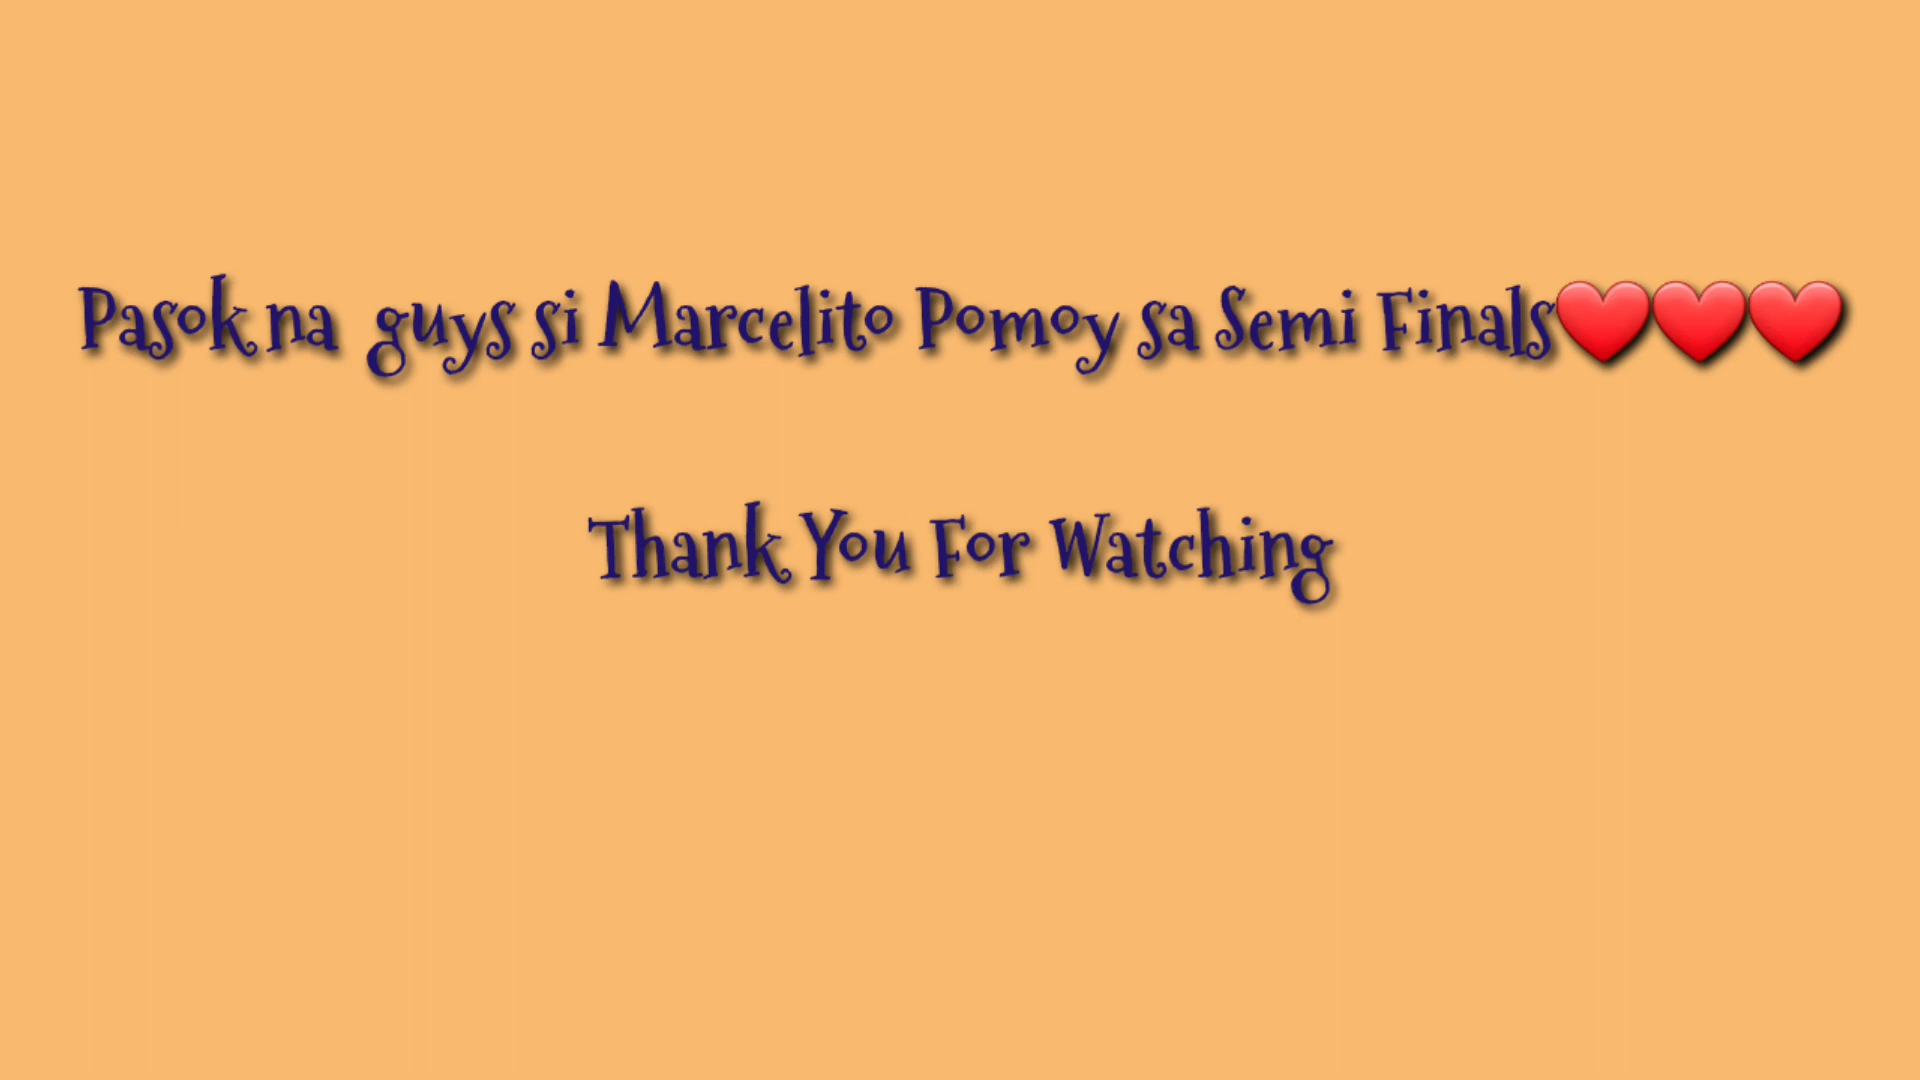 Pasok na guys si Marcelito Pomoy sa Semi Finals❤️❤️❤️
Thank You For Watching